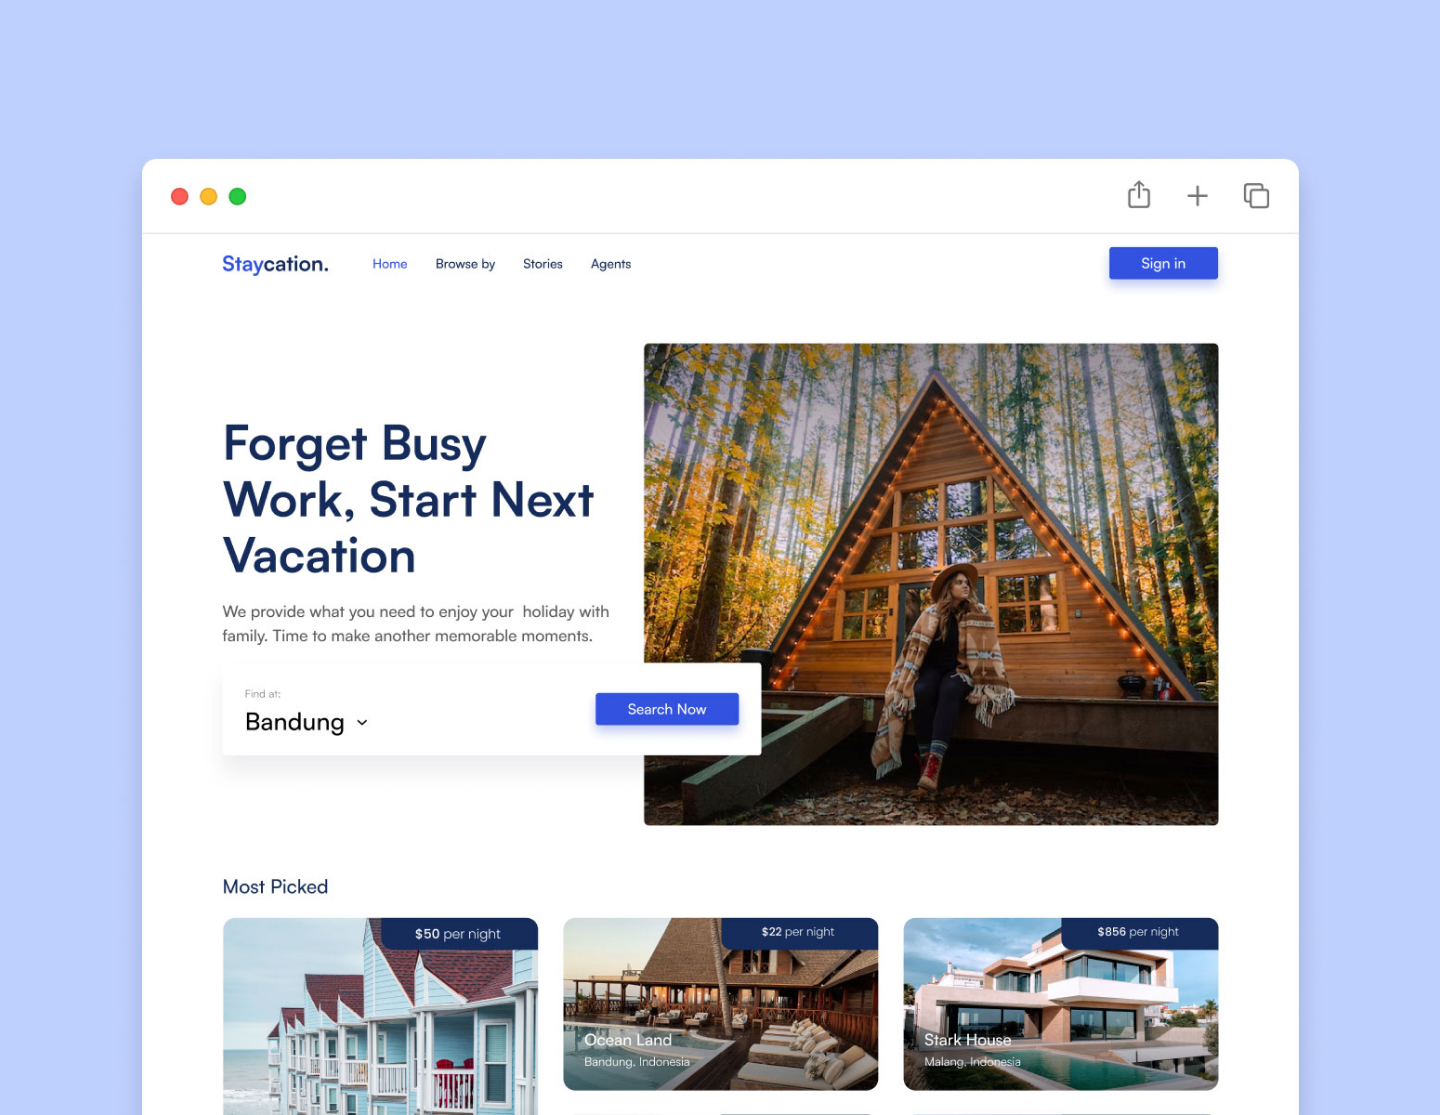 Staycation.
Home
Browse by
Stories
Agents
Sign in
Forget Busy
Work, Start Next
Vacation
We provide what you need to enjoy your  holiday with
family. Time to make another memorable moments.
Find at:
Bandung
Search Now
Most Picked
$50 per night
$22 per night
Ocean Land
Bandung, Indonesia
$856 per night
Stark House
Malang, Indonesia